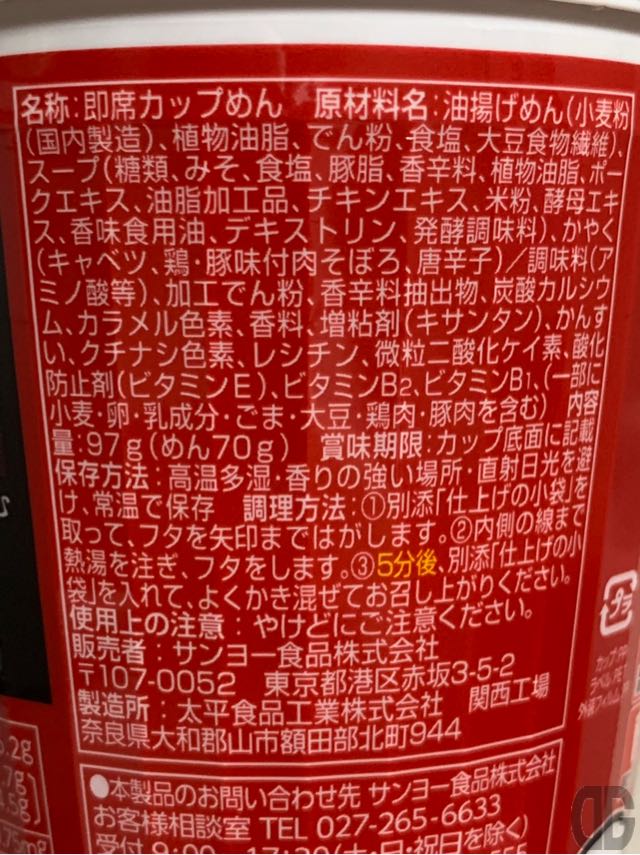 名称:即席カップめん 原材料名:油揚げめん(小麦粉
(国内製造)、植物油脂、でん粉、食塩、大豆食物繊維)、
スープ(糖類、みそ、食塩、豚脂、香辛料、植物油脂、ポー
クエキス、油脂加工品、チキンエキス、米粉、酵母エキ
ス、香味食用油、デキストリン、発酵調味料)、かやく
(キャベツ、鶏・豚味付肉そぼろ、唐辛子)/調味料(ア
ミノ酸等)、加工でん粉、香辛料抽出物、炭酸カルシウ
ム、カラメル色素、香料、増粘剤(キサンタン)、かんす
い、クチナシ色素、レシチン、微粒二酸化ケイ素、酸化
防止剤(ビタミンE)、ビタミンB2、ビタミンB1、(一部に
小麦・卵・乳成分・ごま・大豆・鶏肉・豚肉を含む) 内容
量:97g(めん70g) 賞味期限:カップ底面に記載
保存方法:高温多湿・香りの強い場所・直射日光を避
け、常温で保存 調理方法:①別添「仕上げの小袋」を
取って、フタを矢印まではがします。②内側の線まで
熱湯を注ぎ、フタをします。③5分後、別添「仕上げの小
袋」を入れて、よくかき混ぜてお召し上がりください。
使用上の注意:やけどにご注意ください。
販売者:サンヨー食品株式会社
〒107-0052 東京都港区赤坂3-5-2
製造所:太平食品工業株式会社 関西工場
奈良県大和郡山市額田部北町944
●本製品のお問い合わせ先 サンヨー食品株式会社
お客様相談室 TEL 027-265-6633
受付 9:00-17:30(土・日・祝日を除く)
プラ
.2g
.7g
.5g
.75mg